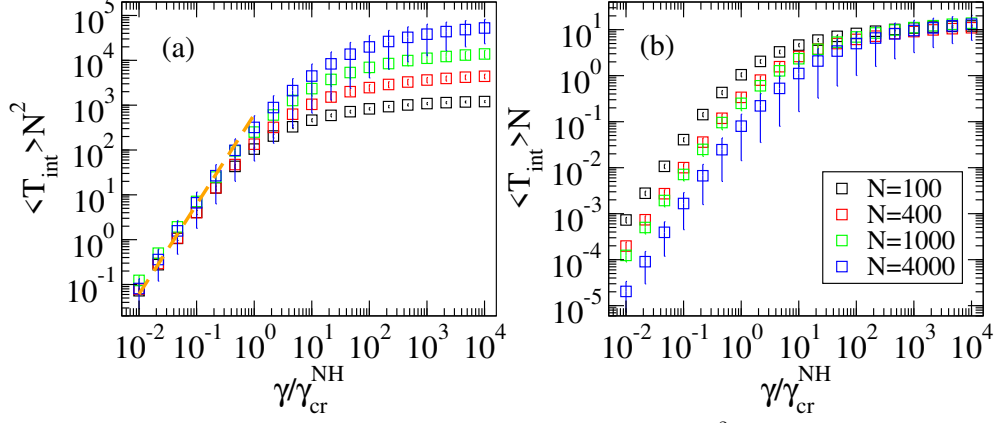 (a)
<T_int>N^2
10^5
10^4
10^3
10^2
10^1
10^0
10^-1
10^-2 10^-1 10^0 10^1 10^2 10^3 10^4
γ/γ_cr^NH
(b)
<T_int>N
10^1
10^0
10^-1
10^-2
10^-3
10^-4
10^-5
N=100
N=400
N=1000
N=4000
10^-2 10^-1 10^0 10^1 10^2 10^3 10^4
γ/γ_cr^NH